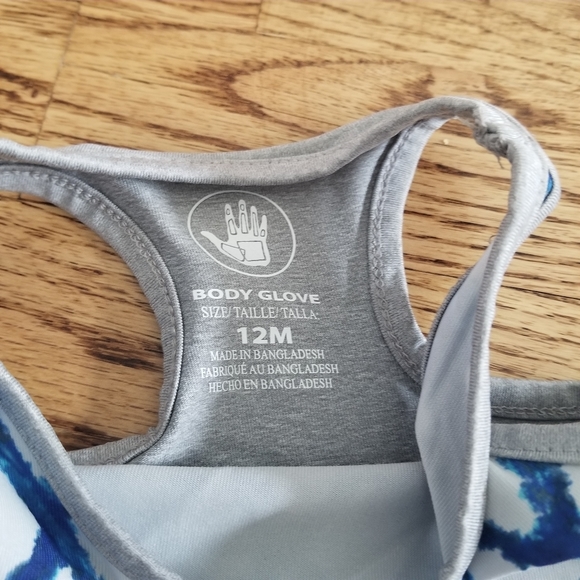 BODY GLOVE
SIZE/TAILLE/TALLA:
12M
MADE IN BANGLADESH
FABRIQUÉ AU BANGLADESH
HECHO EN BANGLADESH